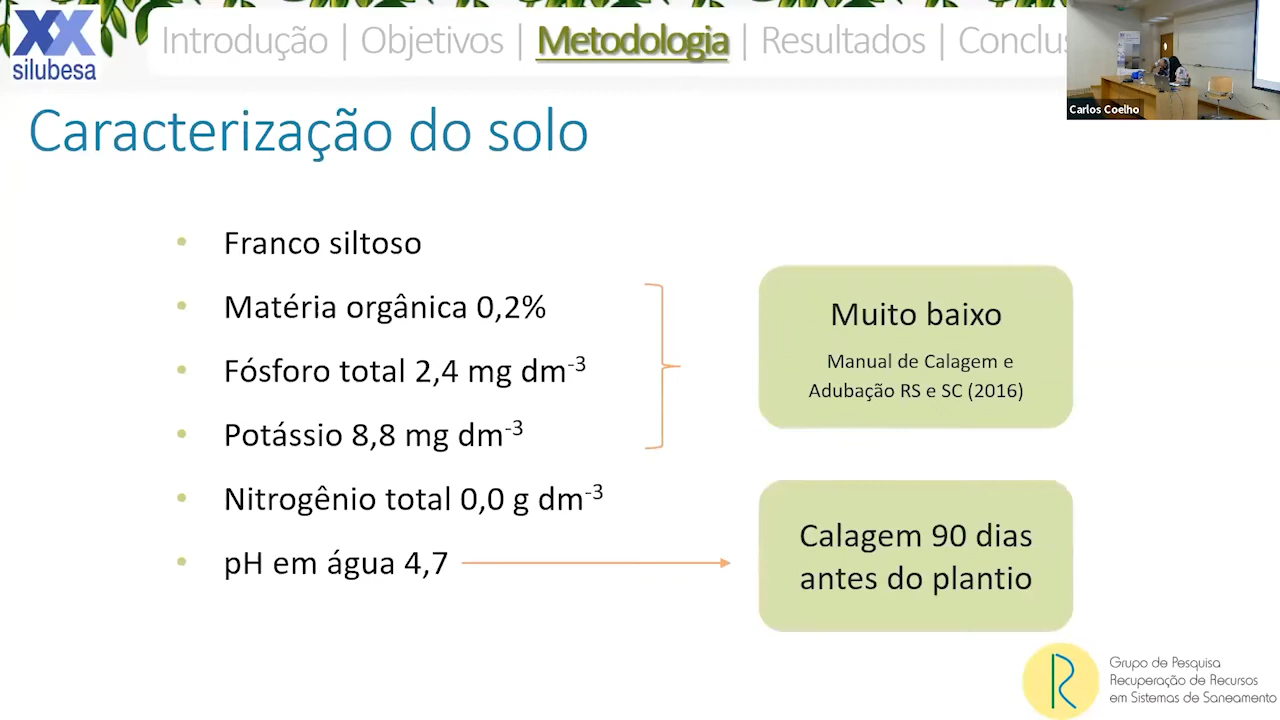 silubesa
Introdução | Objetivos | Metodologia | Resultados | Conclus
Carlos Coelho
Caracterização do solo
• Franco siltoso
• Matéria orgânica 0,2%
• Fósforo total 2,4 mg dm-3
• Potássio 8,8 mg dm-3
• Nitrogênio total 0,0 g dm-3
• pH em água 4,7
Muito baixo
Manual de Calagem e
Adubação RS e SC (2016)
Calagem 90 dias
antes do plantio
Grupo de Pesquisa
Recuperação de Recursos
em Sistemas de Saneamento